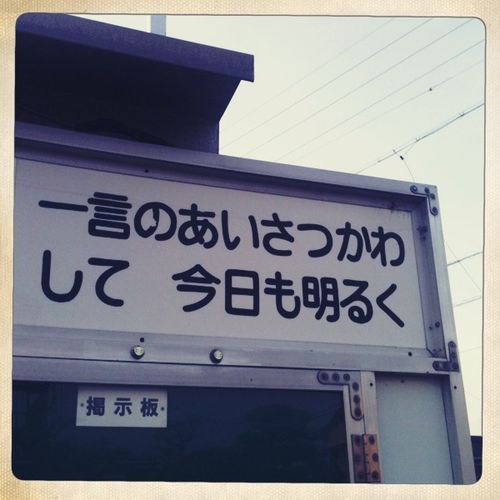 一言のあいさつかわ
して 今日も明るく
掲示板